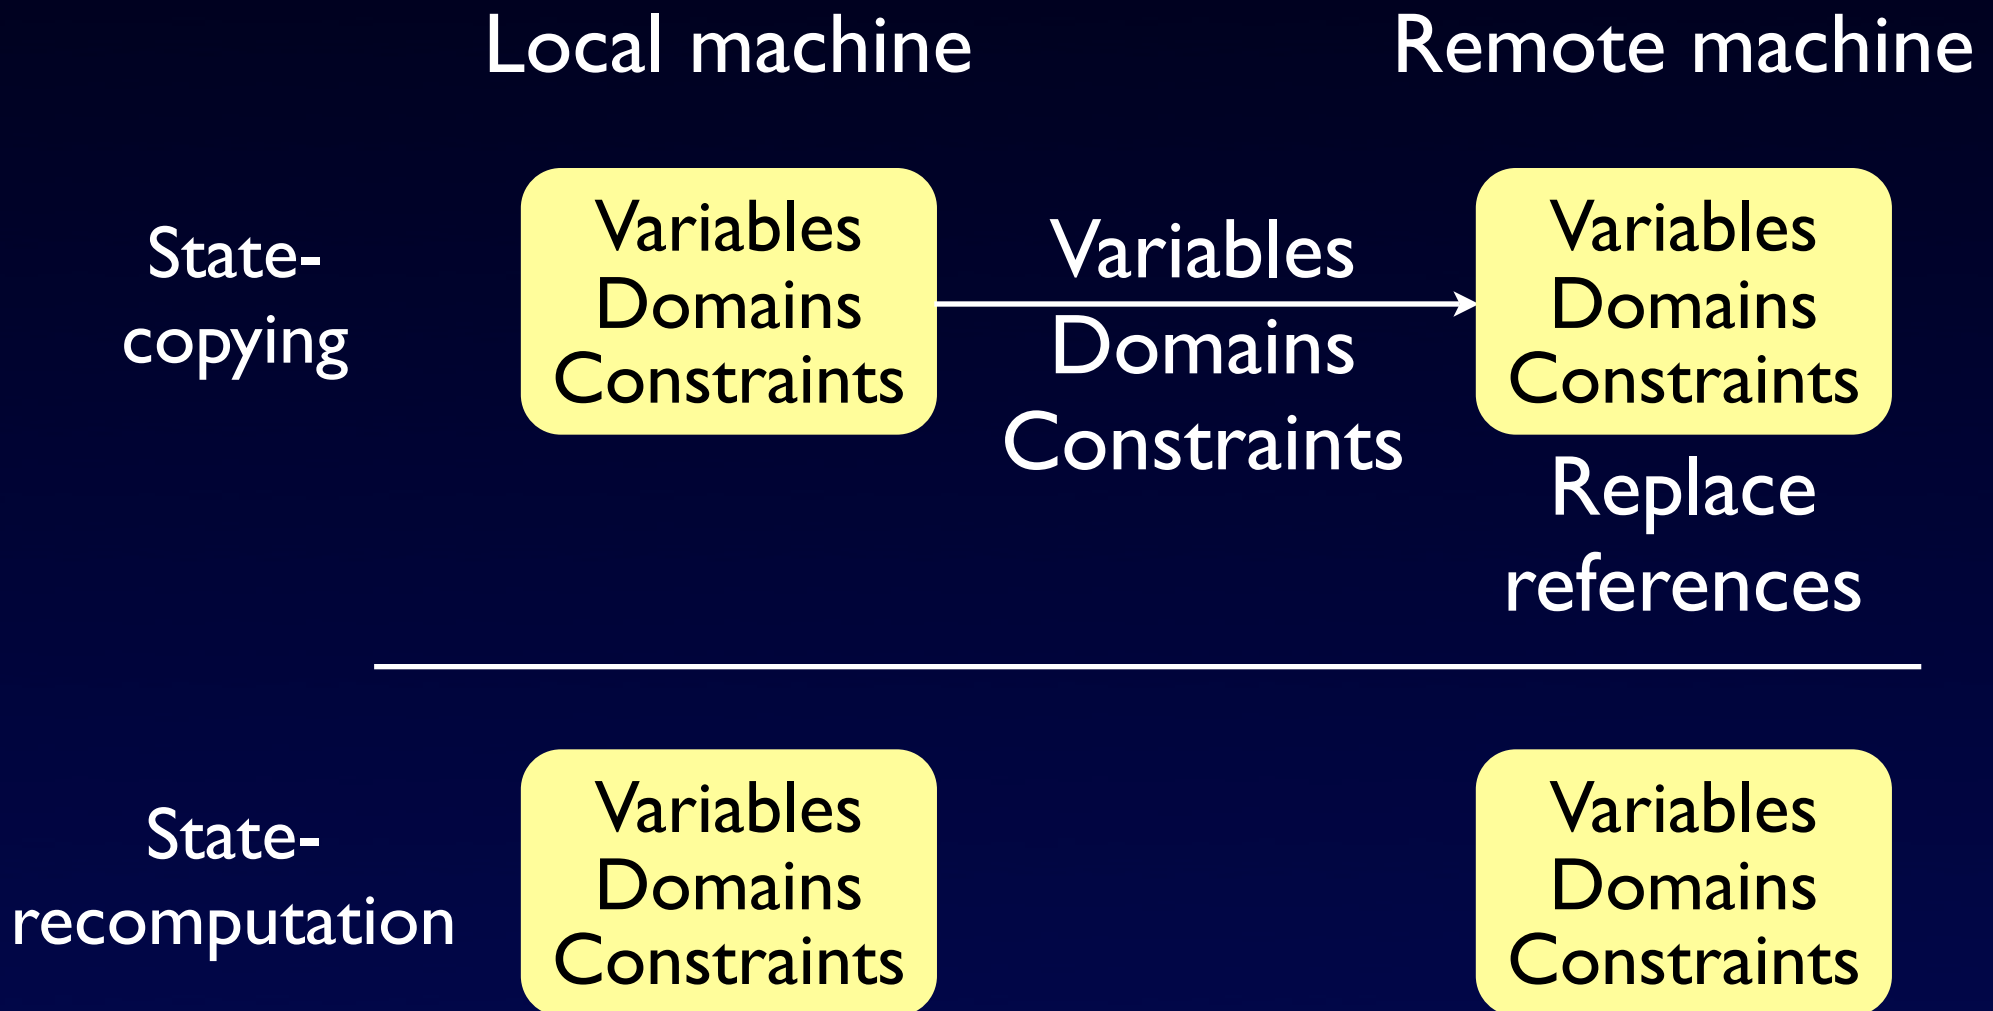 Local machine
Remote machine
State-
copying
Variables
Domains
Constraints
Variables
Domains
Constraints
Variables
Domains
Constraints
Replace
references
State-
recomputation
Variables
Domains
Constraints
Variables
Domains
Constraints